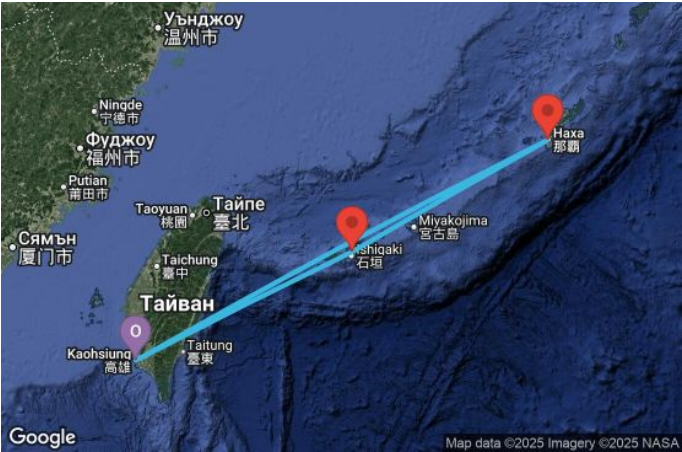 Уънджоу
温州市
Ningde
宁德市
Фуджоу
福州市
Putian
莆田市
Сямън
厦门市
Taoyuan
桃園
Тайпе
臺北
Taichung
臺中
Тайван
O
Kaohsiung
高雄
Taitung
臺東
Ishigaki
石垣
Miyakojima
宮古島
Наха
那覇
Google
Map data ©2025 Imagery ©2025 NASA